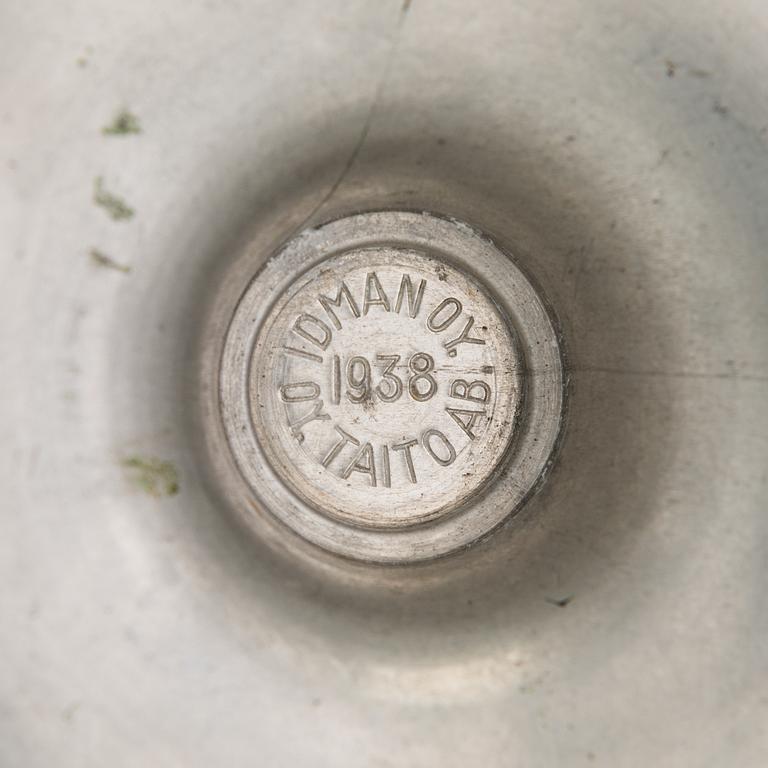 IDMAN OY.
1938
OY. TAITO AB.